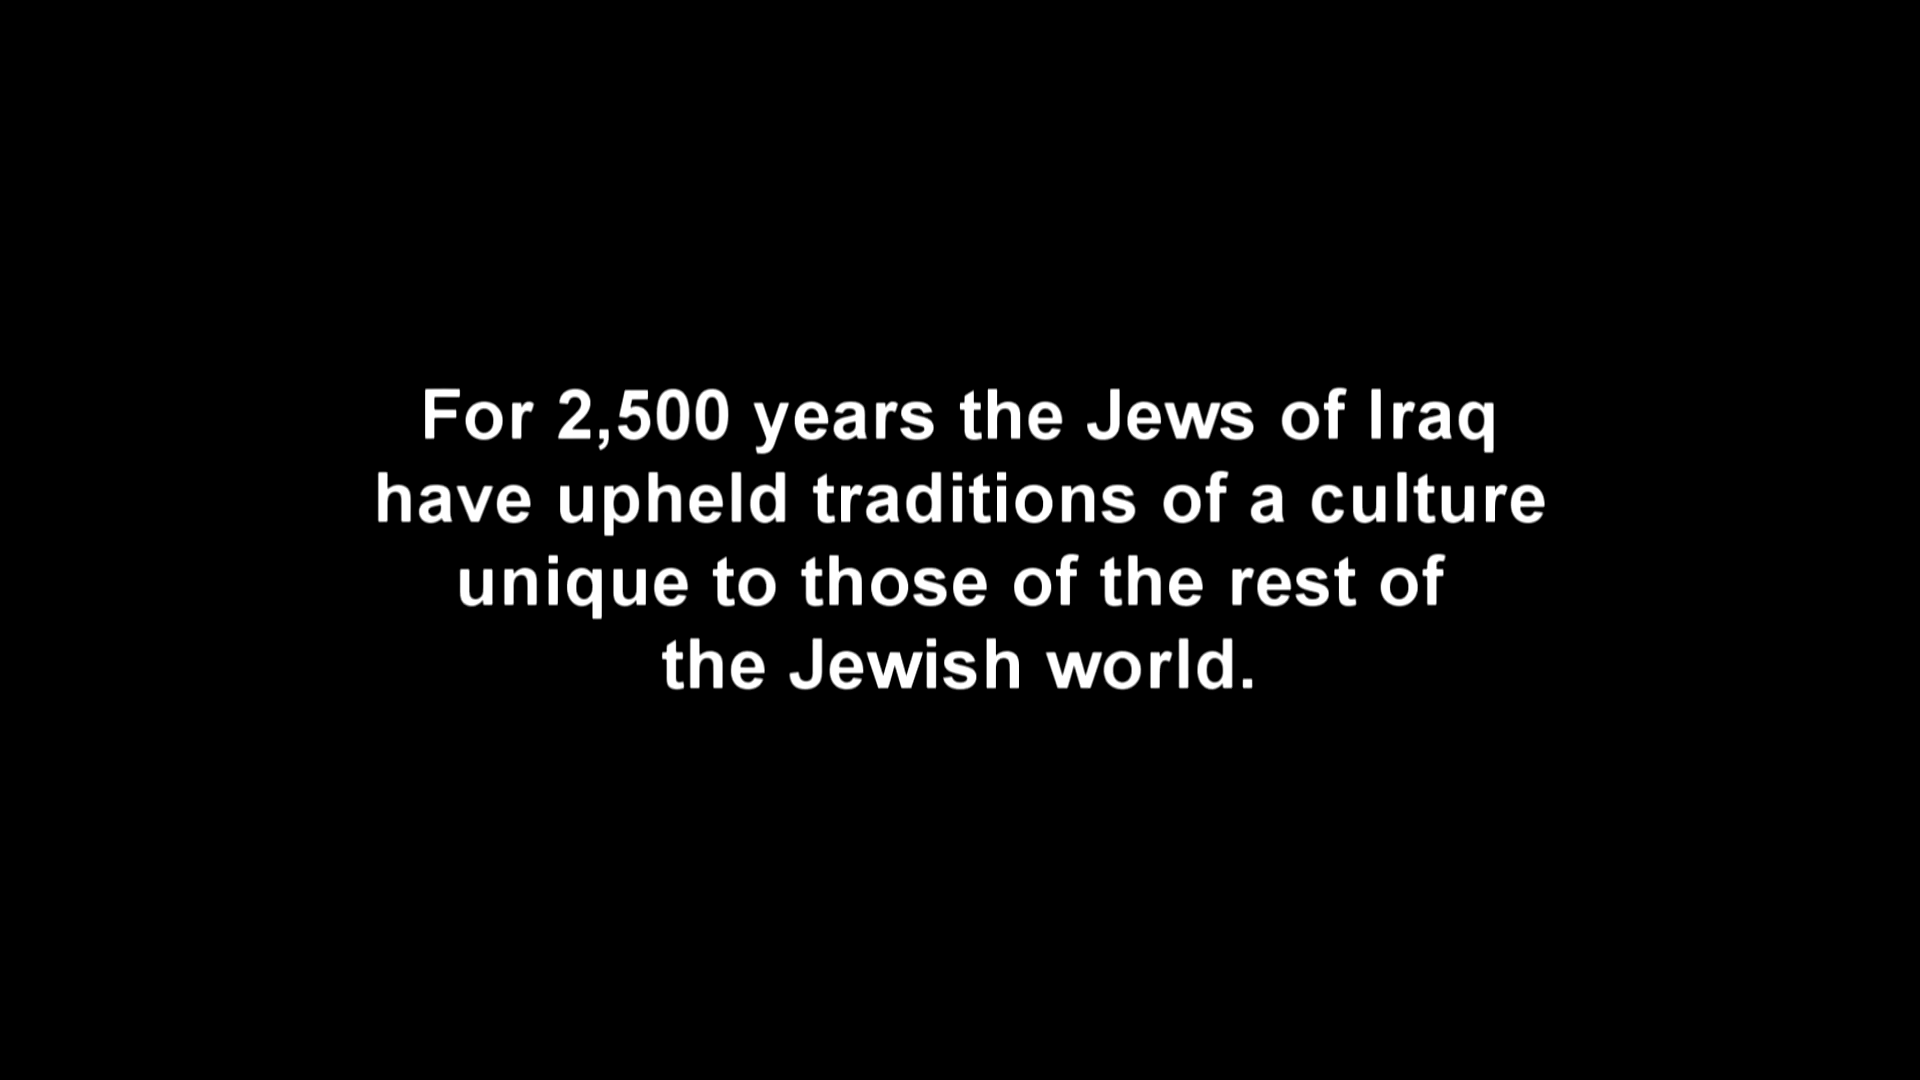 For 2,500 years the Jews of Iraq
have upheld traditions of a culture
unique to those of the rest of
the Jewish world.